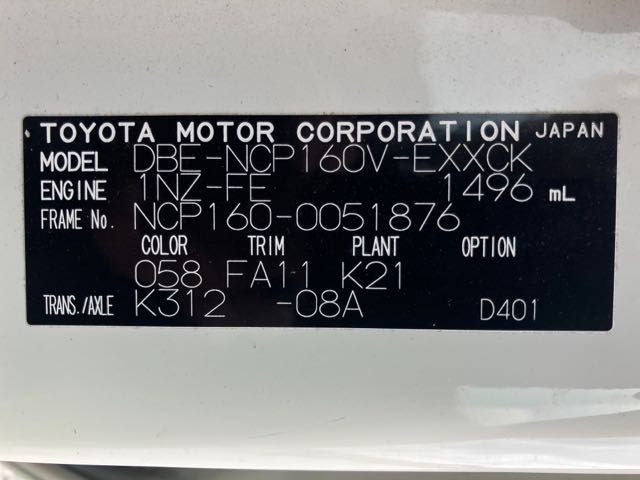 TOYOTA MOTOR CORPORATION JAPAN
MODEL DBE-NCP160V-EXXCK
ENGINE 1NZ-FE 1496 mL
FRAME No. NCP160-0051876
COLOR TRIM PLANT OPTION
058 FA11 K21
TRANS./AXLE K312 -08A D401